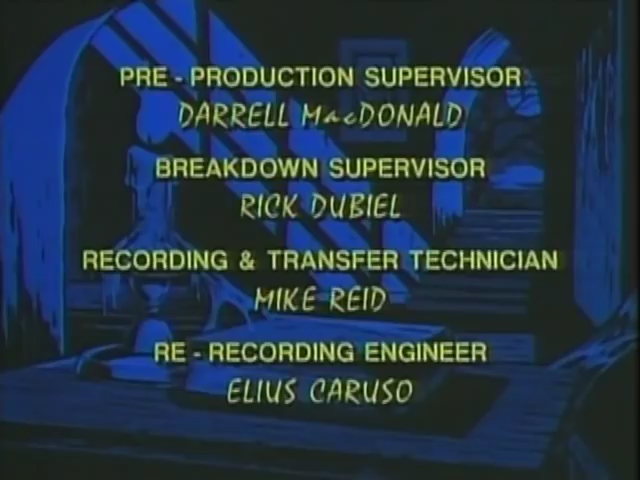 PRE - PRODUCTION SUPERVISOR
DARRELL MacDONALD
BREAKDOWN SUPERVISOR
RICK DUBIEL
RECORDING & TRANSFER TECHNICIAN
MIKE REID
RE - RECORDING ENGINEER
ELIUS CARUSO